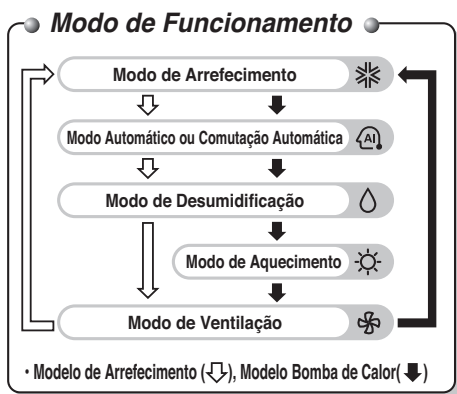 Modo de Funcionamento
Modo de Arrefecimento
Modo Automático ou Comutação Automática
AI
Modo de Desumidificação
Modo de Aquecimento
Modo de Ventilação
• Modelo de Arrefecimento (⇩), Modelo Bomba de Calor(⬇)